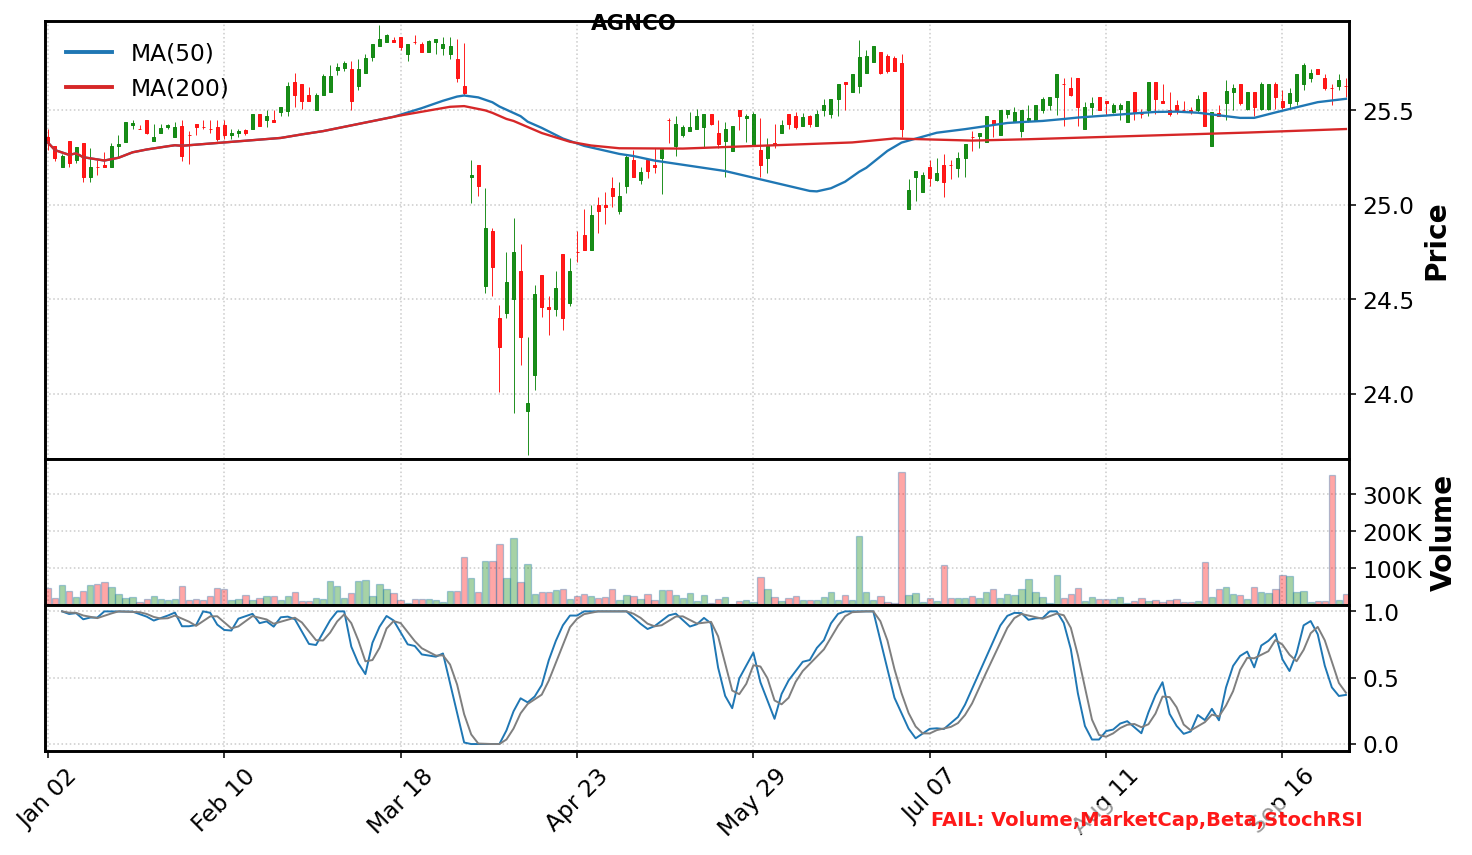 AGNCO
MA(50)
MA(200)
25.5
25.0
24.5
24.0
Price
300K
200K
100K
Volume
1.0
0.5
0.0
Jan 02
Feb 10
Mar 18
Apr 23
May 29
Jul 07
Aug 11
Sep 16
FAIL: Volume,MarketCap,Beta,StochRSI